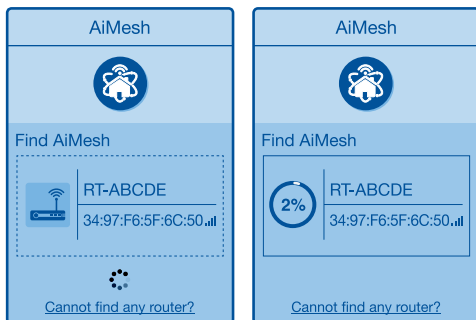 AiMesh
Find AiMesh
RT-ABCDE
34:97:F6:5F:6C:50
Cannot find any router?
AiMesh
Find AiMesh
2%
RT-ABCDE
34:97:F6:5F:6C:50
Cannot find any router?